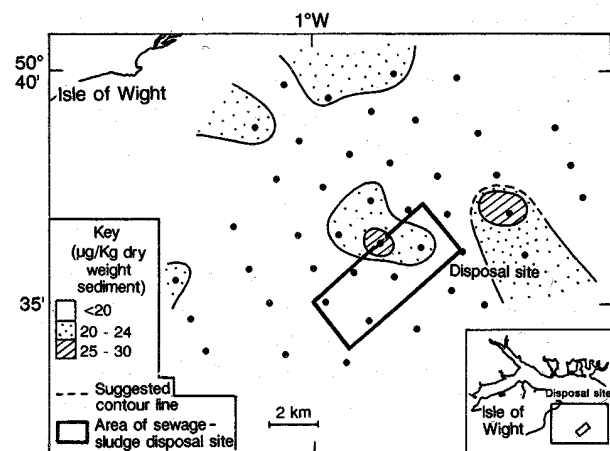 1°W
50°
40'
Isle of Wight
35'
Disposal site
Key
(µg/Kg dry
weight
sediment)
<20
20 - 24
25 - 30
Suggested
contour line
Area of sewage-
sludge disposal site
2 km
Disposal site
Isle of
Wight